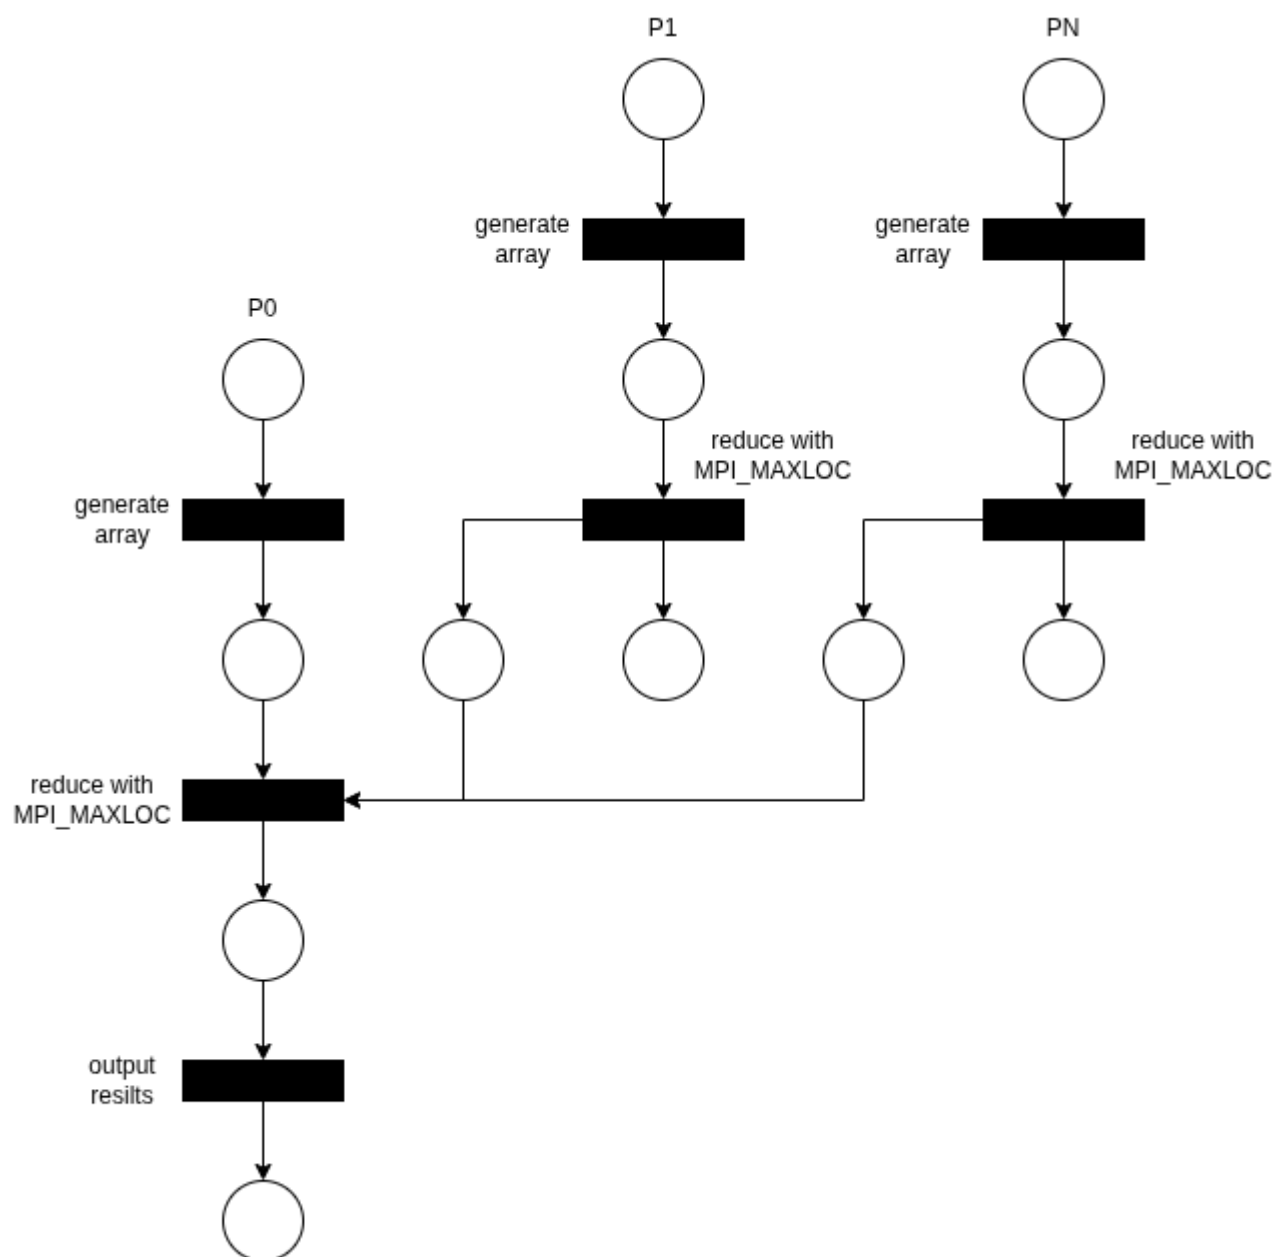 P1
PN
generate
array
generate
array
P0
reduce with
MPI_MAXLOC
reduce with
MPI_MAXLOC
generate
array
reduce with
MPI_MAXLOC
output
resilts